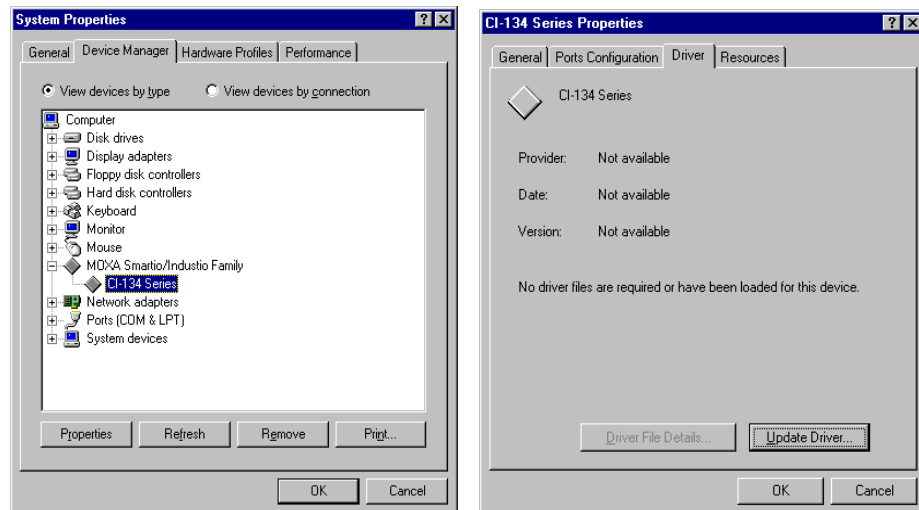 System Properties
General Device Manager Hardware Profiles Performance
View devices by type View devices by connection
Computer
Disk drives
Display adapters
Floppy disk controllers
Hard disk controllers
Keyboard
Monitor
Mouse
MOXA Smartio/Industio Family
CI-134 Series
Network adapters
Ports (COM & LPT)
System devices
Properties Refresh Remove Print...
OK Cancel
CI-134 Series Properties
General Ports Configuration Driver Resources
CI-134 Series
Provider: Not available
Date: Not available
Version: Not available
No driver files are required or have been loaded for this device.
Driver File Details... Update Driver...
OK Cancel